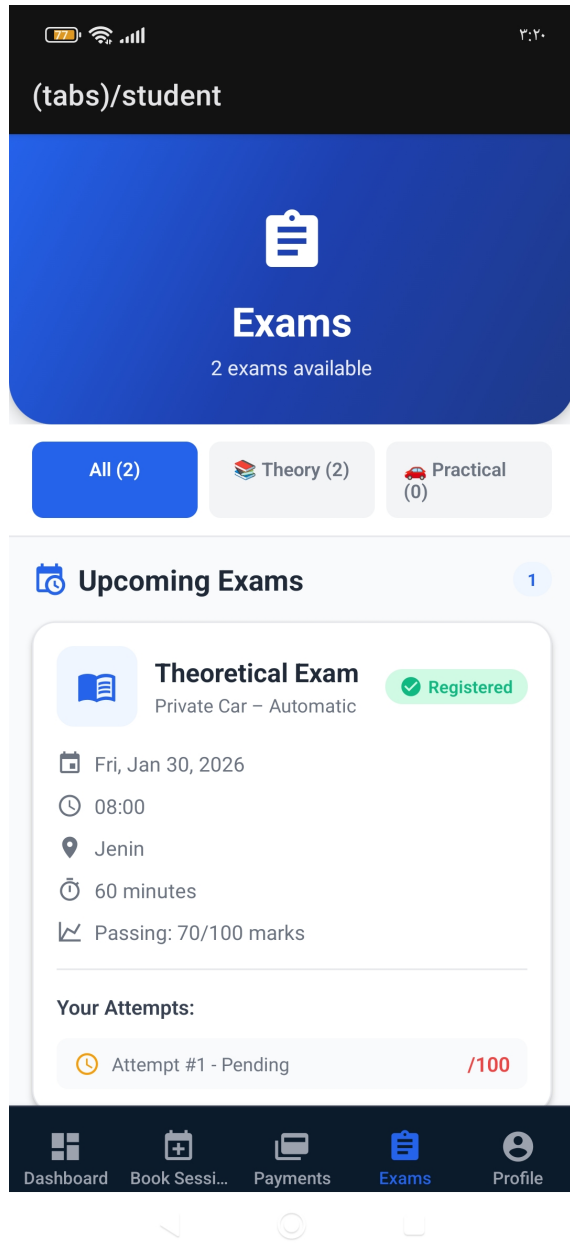 77
٣:٢٠
(tabs)/student
Exams
2 exams available
All (2)
📚 Theory (2)
🚗 Practical
(0)
Upcoming Exams
1
Theoretical Exam
Private Car – Automatic
Registered
Fri, Jan 30, 2026
08:00
Jenin
60 minutes
Passing: 70/100 marks
Your Attempts:
Attempt #1 - Pending
/100
Dashboard
Book Sessi...
Payments
Exams
Profile